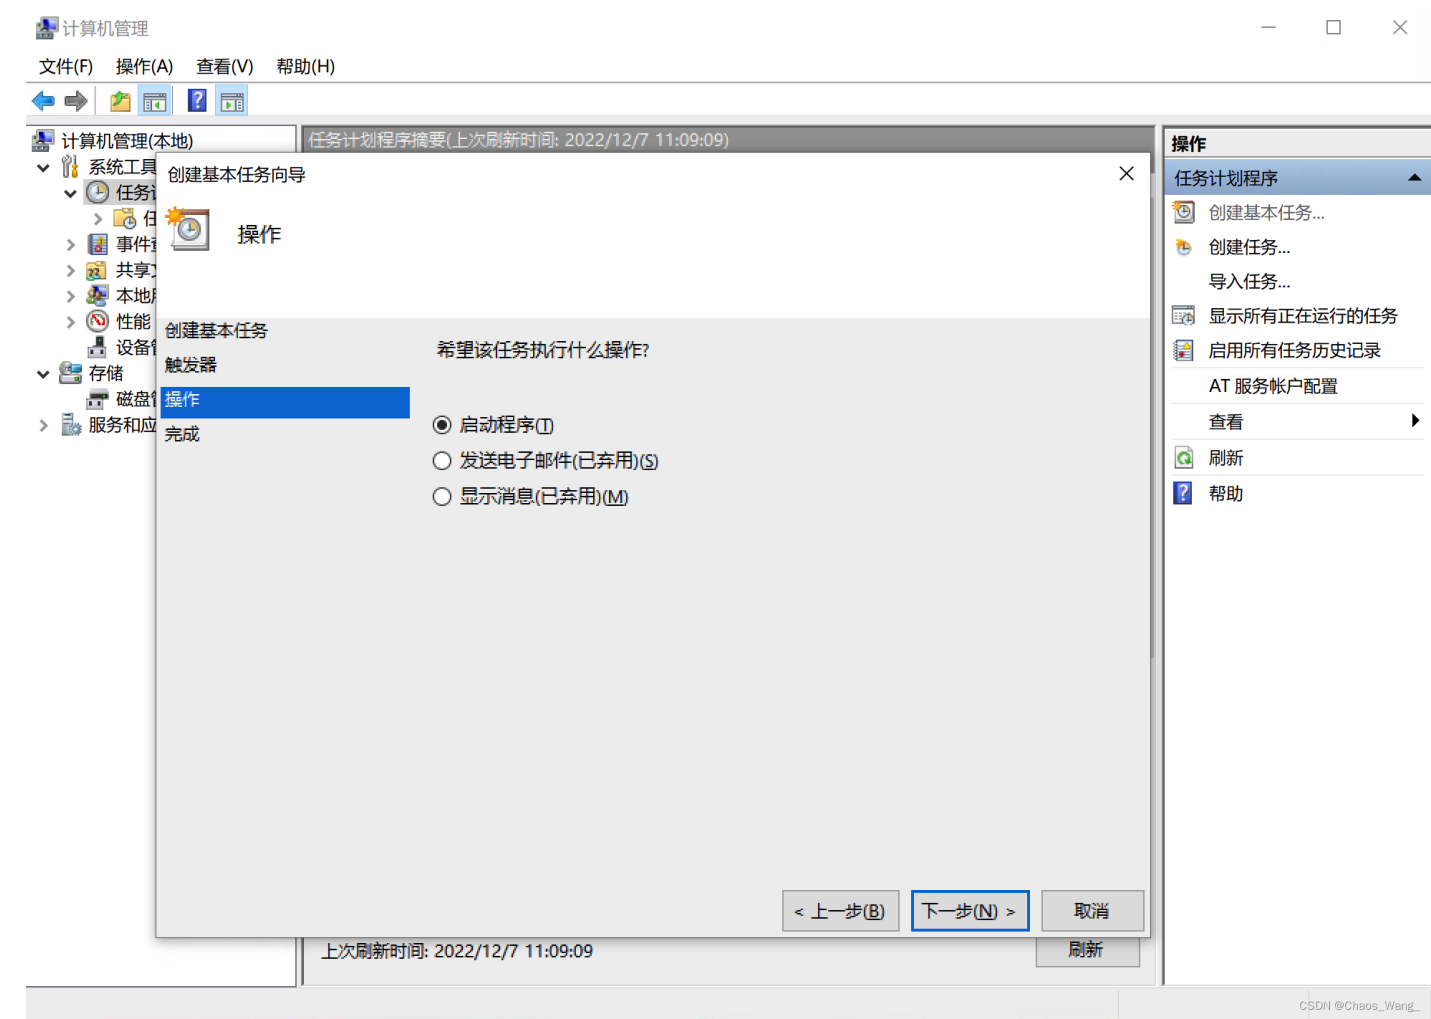 计算机管理
文件(F) 操作(A) 查看(V) 帮助(H)
计算机管理(本地)
系统工具
任务计
任
事件查
共享文
本地用
性能
设备管
存储
磁盘管
服务和应
任务计划程序摘要(上次刷新时间: 2022/12/7 11:09:09)
创建基本任务向导
操作
创建基本任务
触发器
操作
完成
希望该任务执行什么操作?
启动程序(T)
发送电子邮件(已弃用)(S)
显示消息(已弃用)(M)
< 上一步(B) 下一步(N) > 取消
上次刷新时间: 2022/12/7 11:09:09 刷新
操作
任务计划程序
创建基本任务...
创建任务...
导入任务...
显示所有正在运行的任务
启用所有任务历史记录
AT 服务帐户配置
查看
刷新
帮助
CSDN @Chaos_Wang_